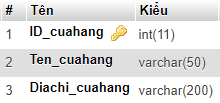 # Tên Kiểu
1 ID_cuahang int(11)
2 Ten_cuahang varchar(50)
3 Diachi_cuahang varchar(200)